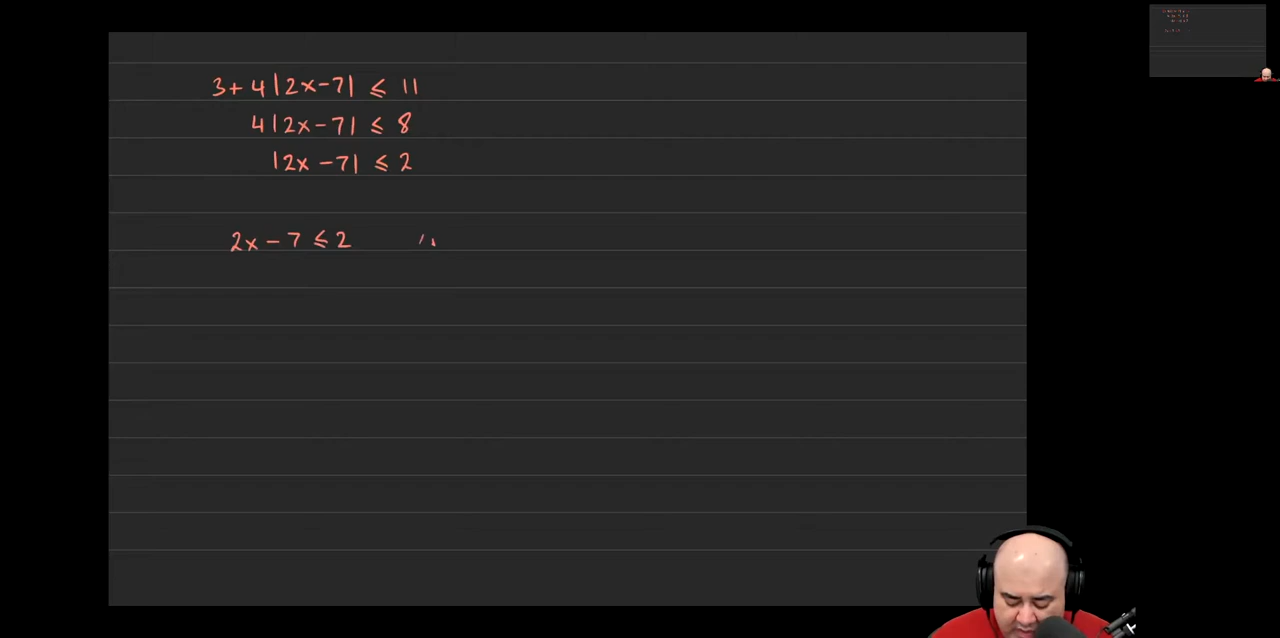 3 + 4|2x − 7| ⩽ 11
4|2x − 7| ⩽ 8
|2x − 7| ⩽ 2
2x − 7 ⩽ 2